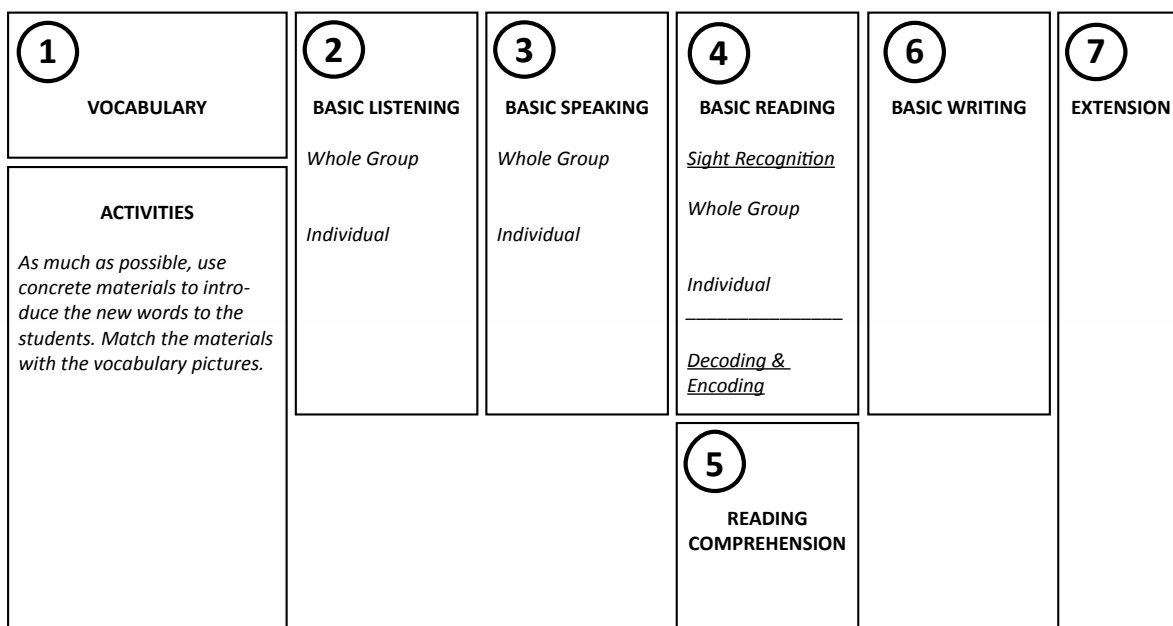 1
VOCABULARY
ACTIVITIES
As much as possible, use
concrete materials to intro-
duce the new words to the
students. Match the materials
with the vocabulary pictures.
2
BASIC LISTENING
Whole Group
Individual
3
BASIC SPEAKING
Whole Group
Individual
4
BASIC READING
Sight Recognition
Whole Group
Individual
_______________
Decoding &
Encoding
5
READING
COMPREHENSION
6
BASIC WRITING
7
EXTENSION